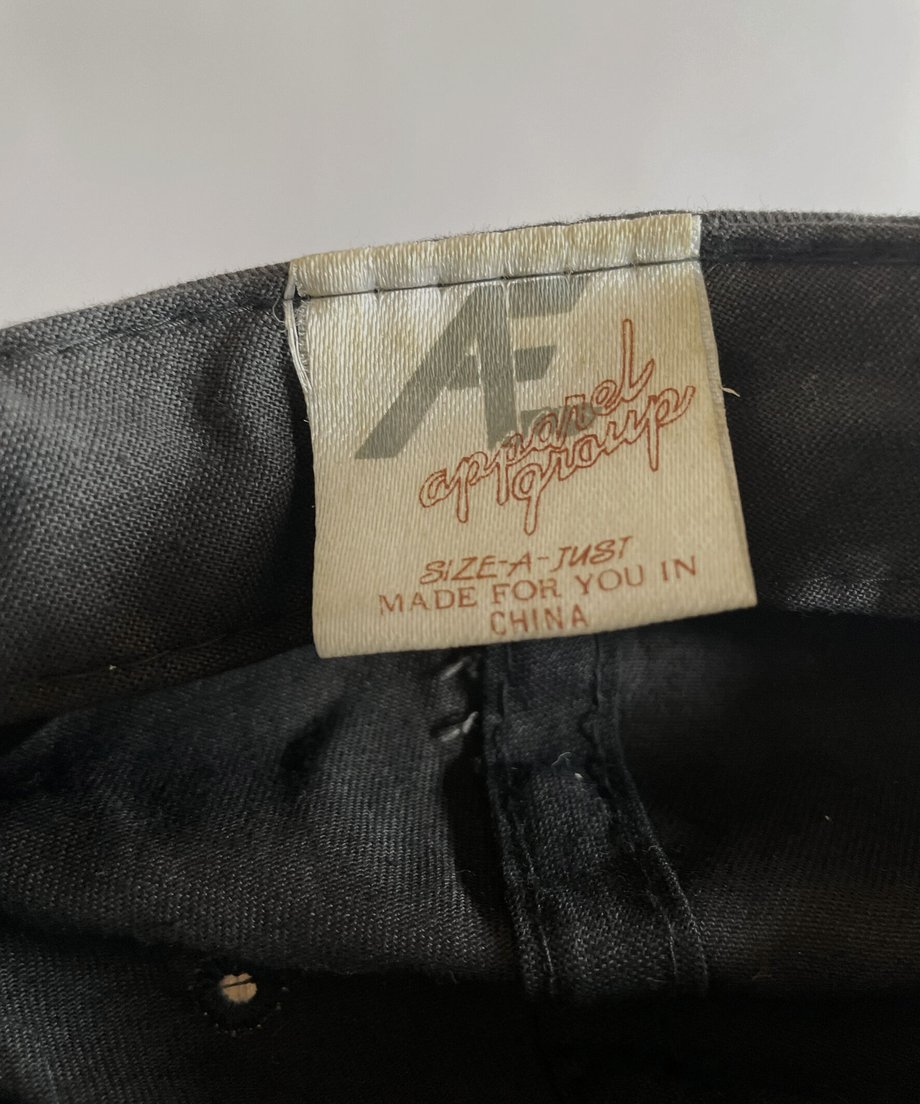 AE
apparel
group
SIZE-A-JUST
MADE FOR YOU IN
CHINA